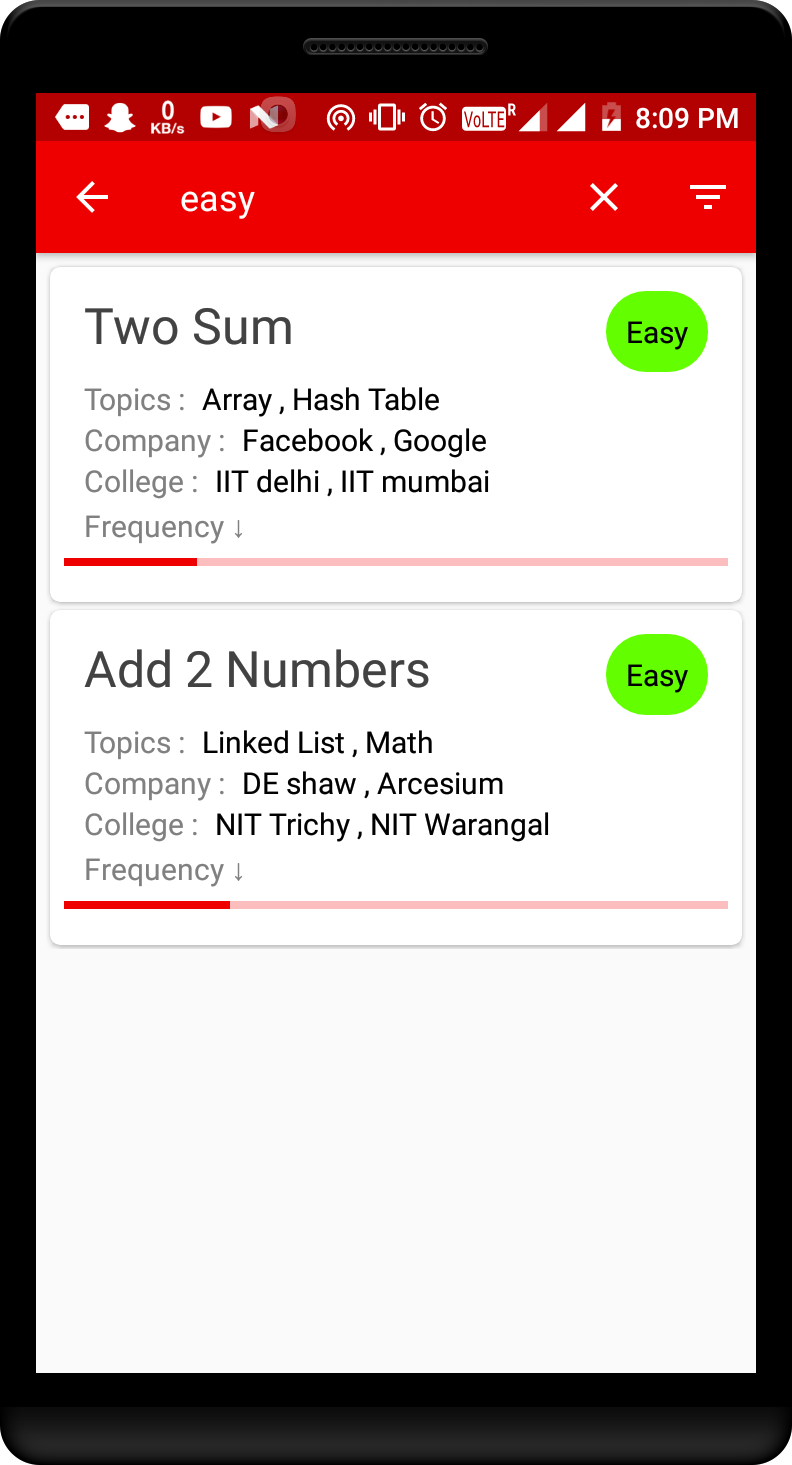 0
KB/s
VoLTE R
8:09 PM
easy
Two Sum
Easy
Topics : Array , Hash Table
Company : Facebook , Google
College : IIT delhi , IIT mumbai
Frequency ↓
Add 2 Numbers
Easy
Topics : Linked List , Math
Company : DE shaw , Arcesium
College : NIT Trichy , NIT Warangal
Frequency ↓